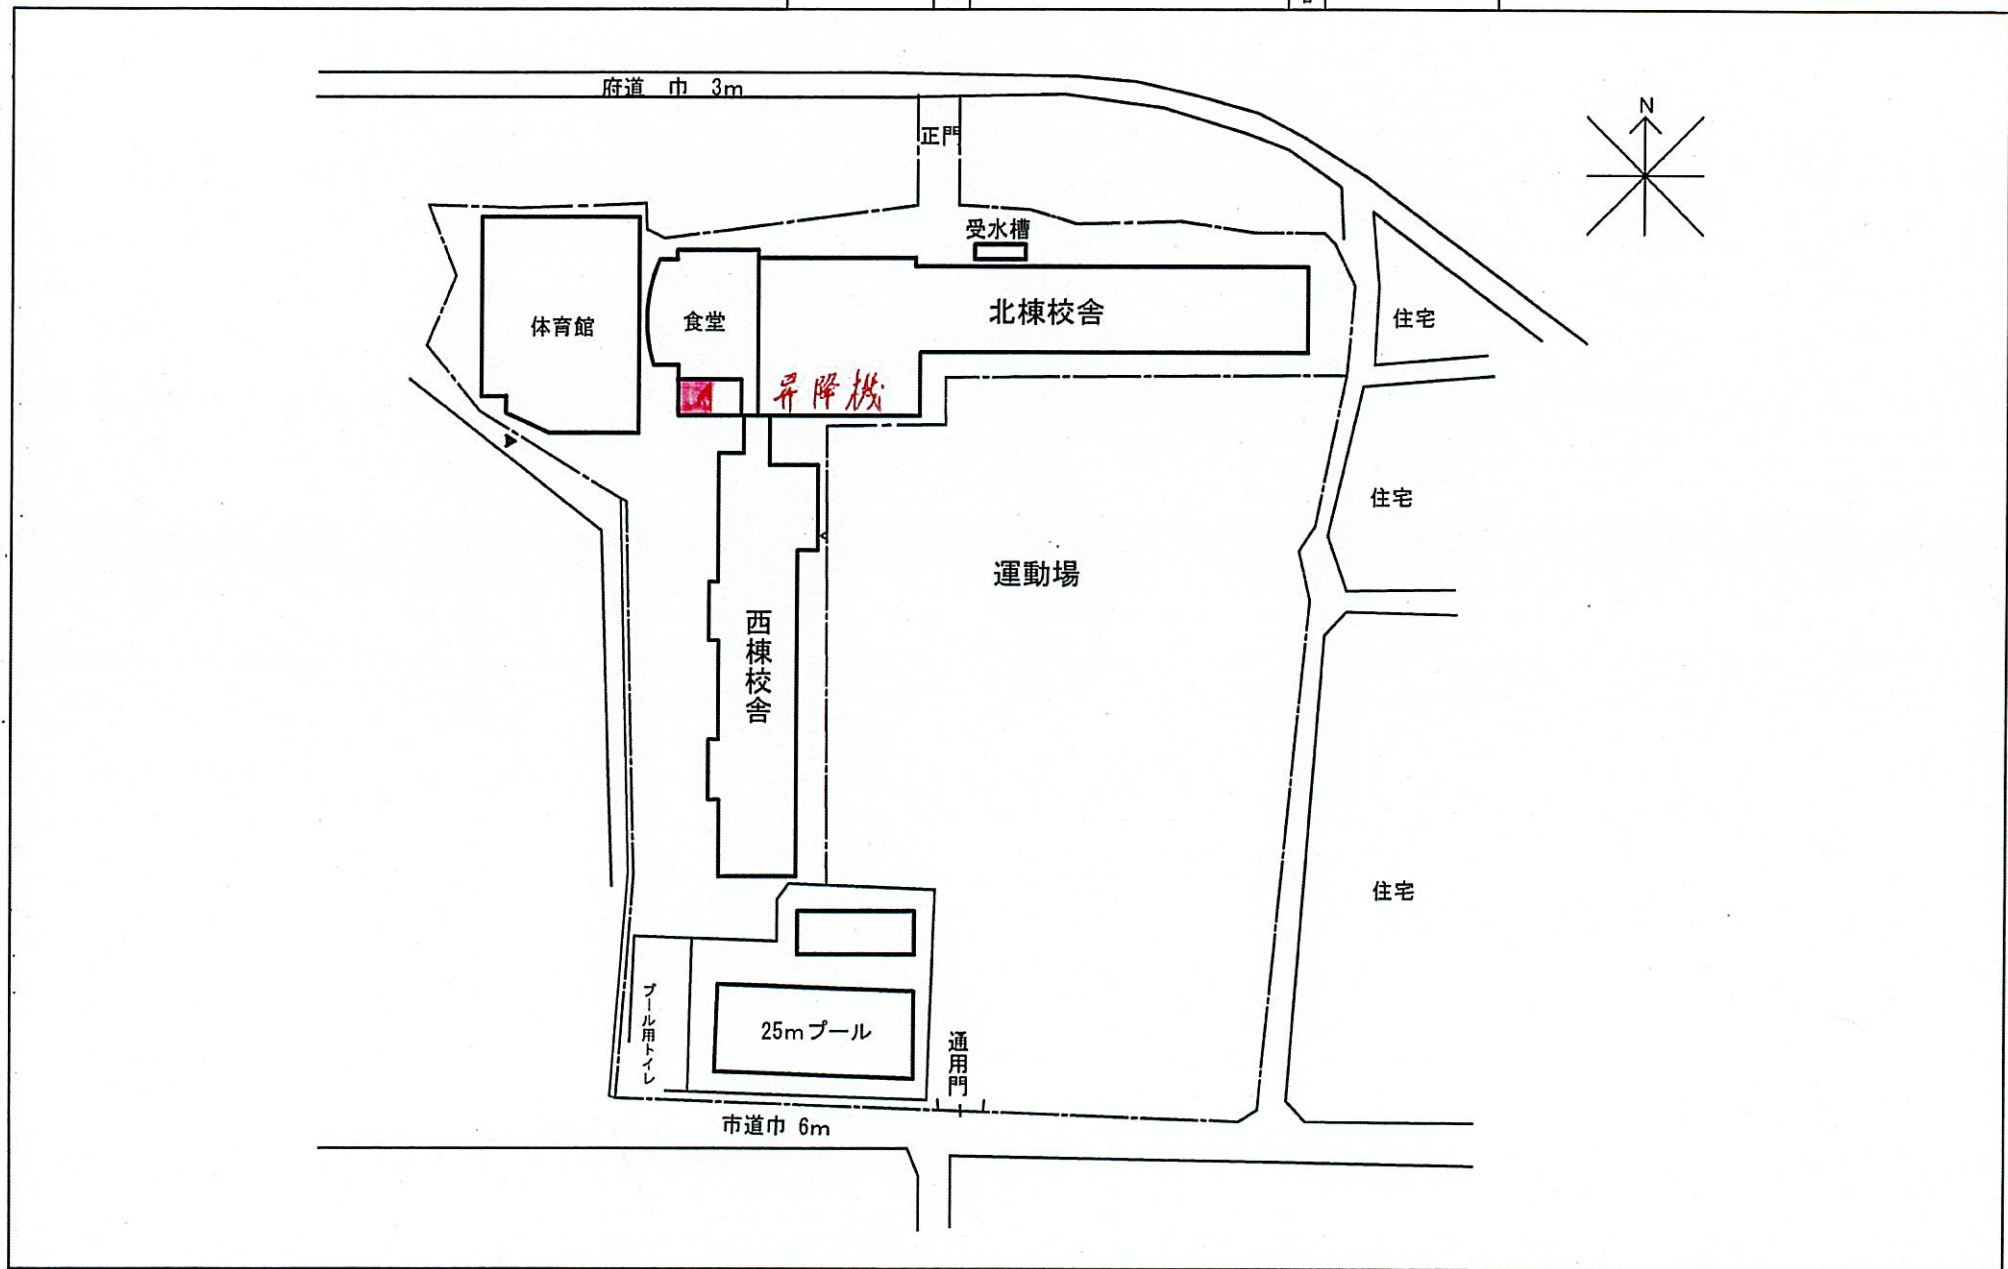 府道 巾 3m
N
正門
受水槽
体育館
食堂
北棟校舎
住宅
昇降機
住宅
運動場
西棟校舎
住宅
プール用トイレ
25mプール
通用門
市道巾 6m